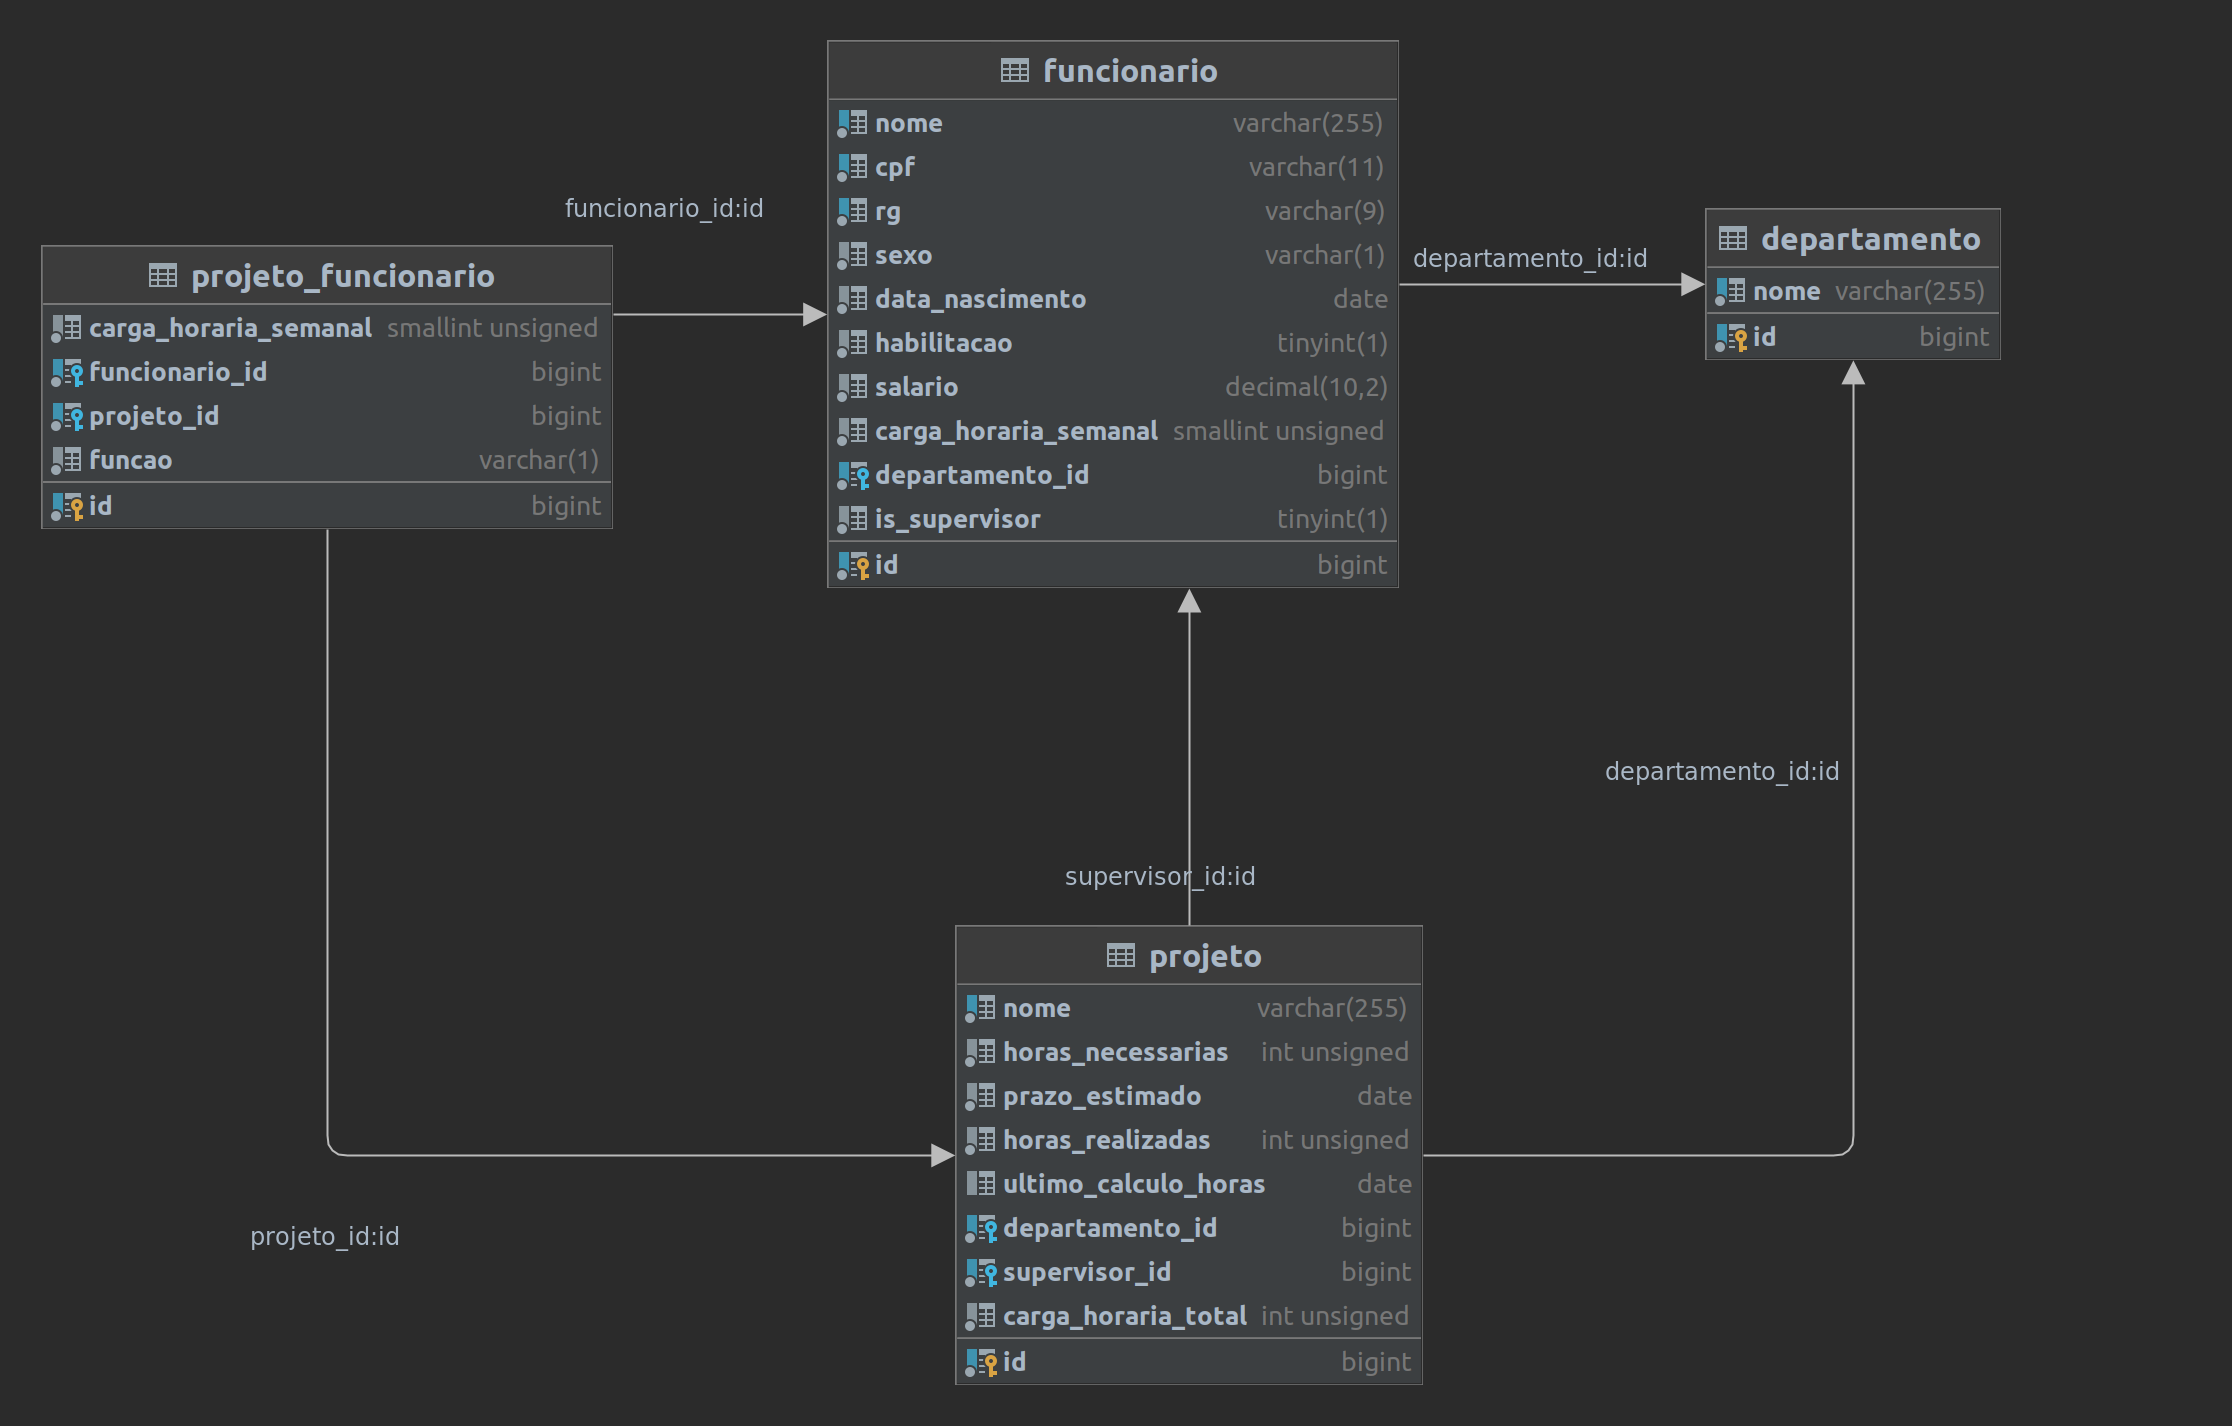 funcionario
nome varchar(255)
cpf varchar(11)
rg varchar(9)
sexo varchar(1)
data_nascimento date
habilitacao tinyint(1)
salario decimal(10,2)
carga_horaria_semanal smallint unsigned
departamento_id bigint
is_supervisor tinyint(1)
id bigint
funcionario_id:id
projeto_funcionario
carga_horaria_semanal smallint unsigned
funcionario_id bigint
projeto_id bigint
funcao varchar(1)
id bigint
departamento_id:id
departamento
nome varchar(255)
id bigint
departamento_id:id
supervisor_id:id
projeto
nome varchar(255)
horas_necessarias int unsigned
prazo_estimado date
horas_realizadas int unsigned
ultimo_calculo_horas date
departamento_id bigint
supervisor_id bigint
carga_horaria_total int unsigned
id bigint
projeto_id:id